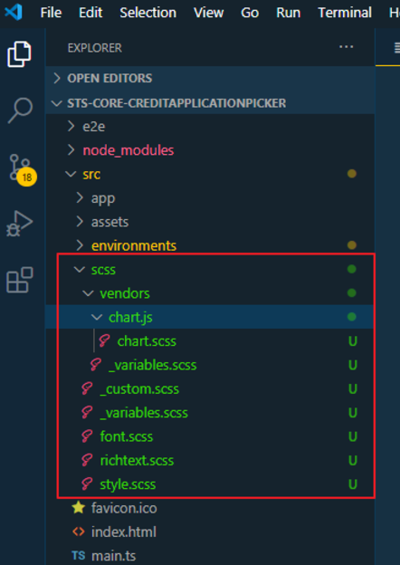 File Edit Selection View Go Run Terminal
EXPLORER ...
OPEN EDITORS
STS-CORE-CREDITAPPLICATIONPICKER
e2e
node_modules
src
app
assets
environments
scss
vendors
chart.js
chart.scss U
_variables.scss U
_custom.scss U
_variables.scss U
font.scss U
richtext.scss U
style.scss U
favicon.ico
index.html
TS main.ts
18